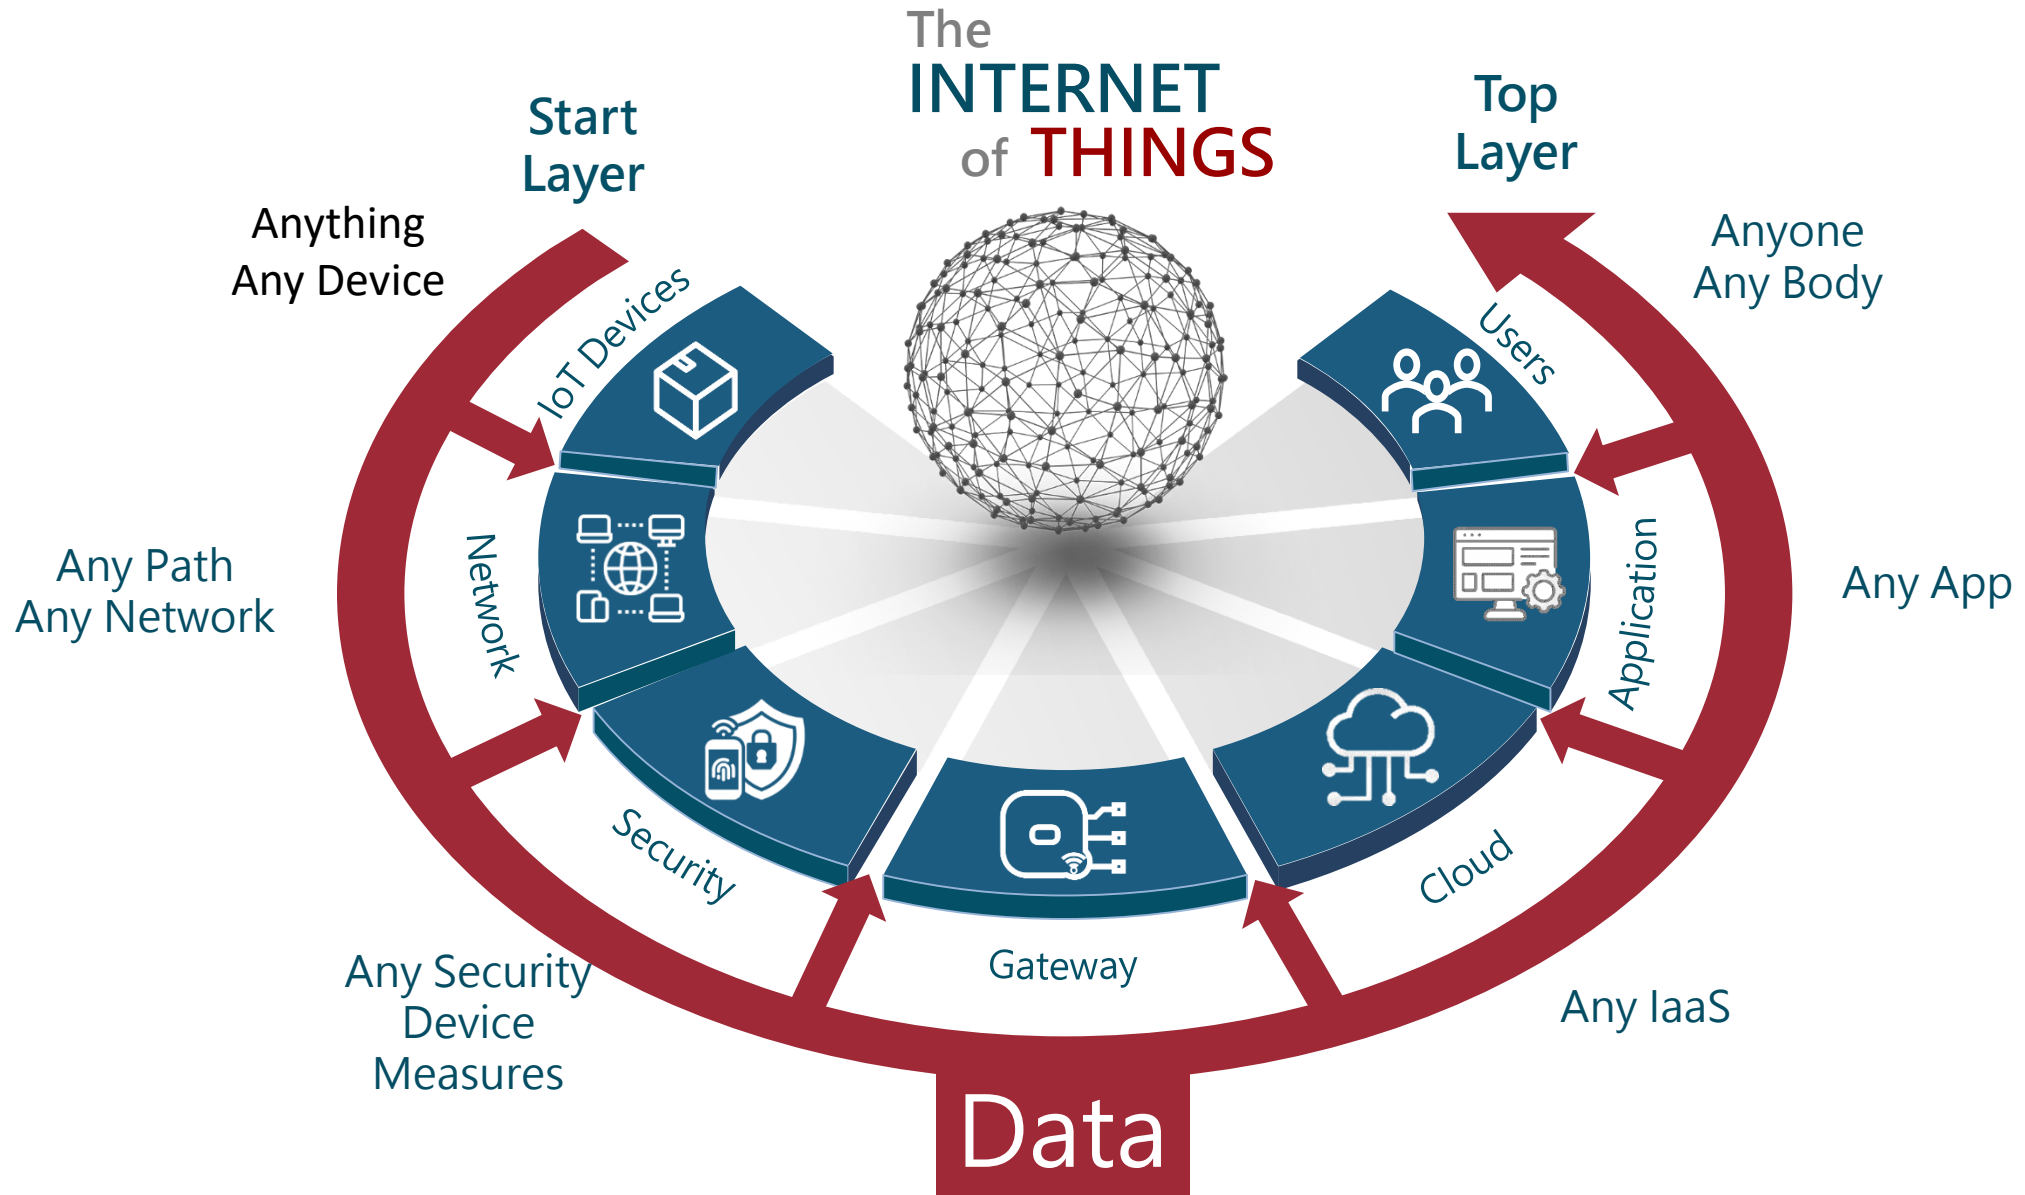 The
INTERNET
of THINGS
Start
Layer
Top
Layer
Anything
Any Device
Anyone
Any Body
IoT Devices
Users
Any Path
Any Network
Network
Application
Any App
Security
Cloud
Gateway
Any Security
Device
Measures
Any IaaS
Data